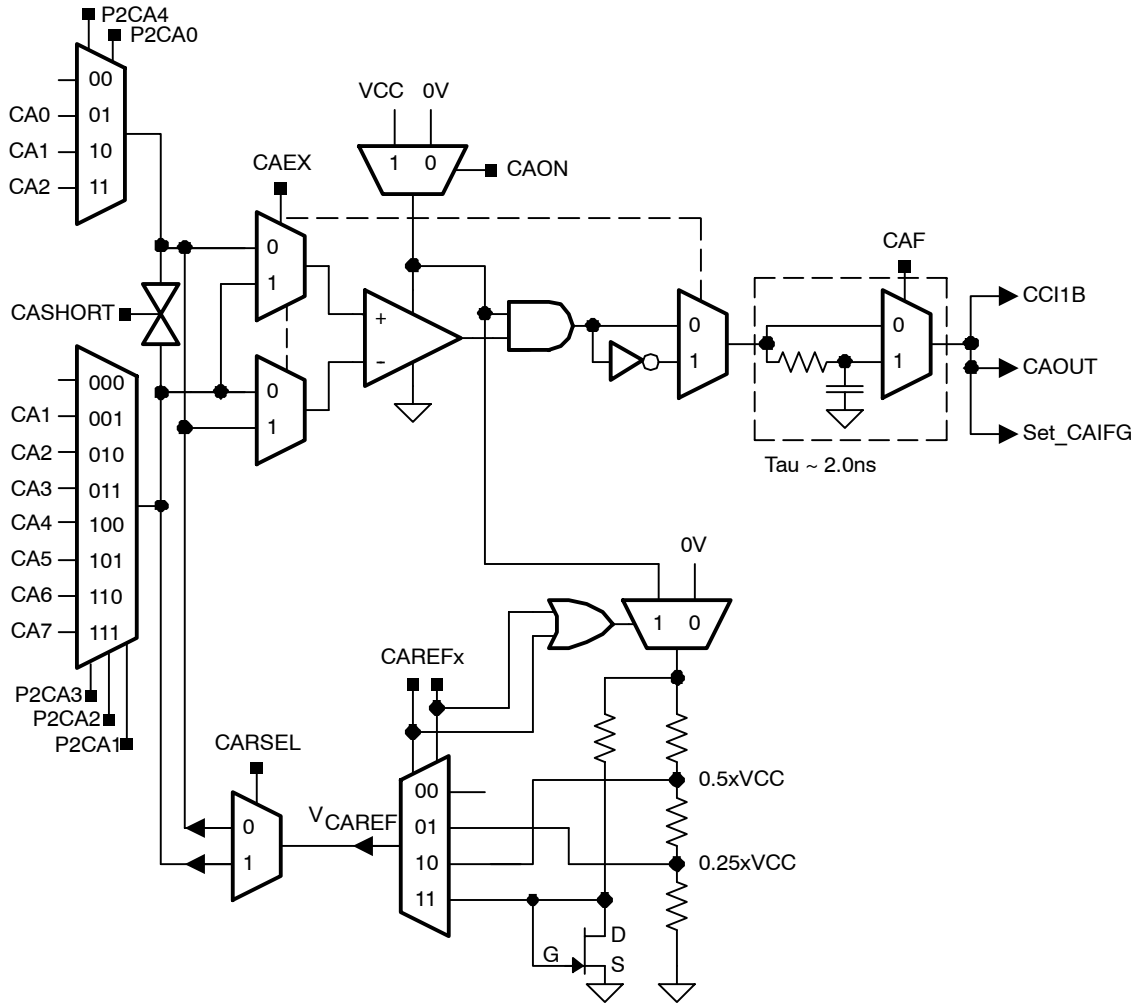 P2CA4
P2CA0
00
CA0 01
CA1 10
CA2 11
VCC 0V
1 0
CAON
CAEX
0
1
CASHORT
+
-
0
1
0
1
CAF
0
1
CCI1B
CAOUT
Set_CAIFG
Tau ~ 2.0ns
000
CA1 001
CA2 010
CA3 011
CA4 100
CA5 101
CA6 110
CA7 111
P2CA3
P2CA2
P2CA1
0V
1 0
CAREFx
CARSEL
0
1
VCAREF
00
01
10
11
0.5xVCC
0.25xVCC
D
G
S